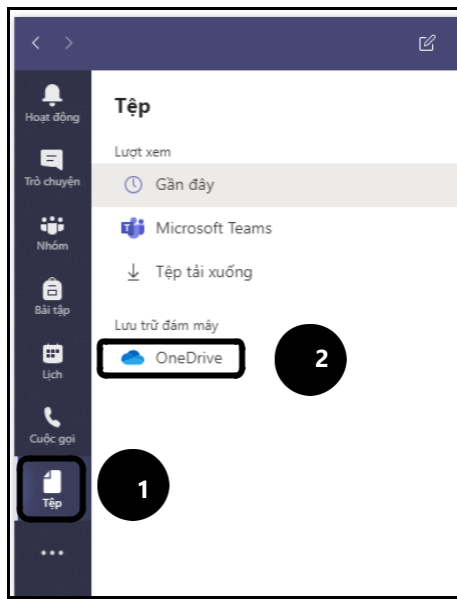 Hoạt động
Trò chuyện
Nhóm
Bài tập
Lịch
Cuộc gọi
Tệp
Tệp
Lượt xem
Gần đây
Microsoft Teams
Tệp tải xuống
Lưu trữ đám mây
OneDrive
2
1